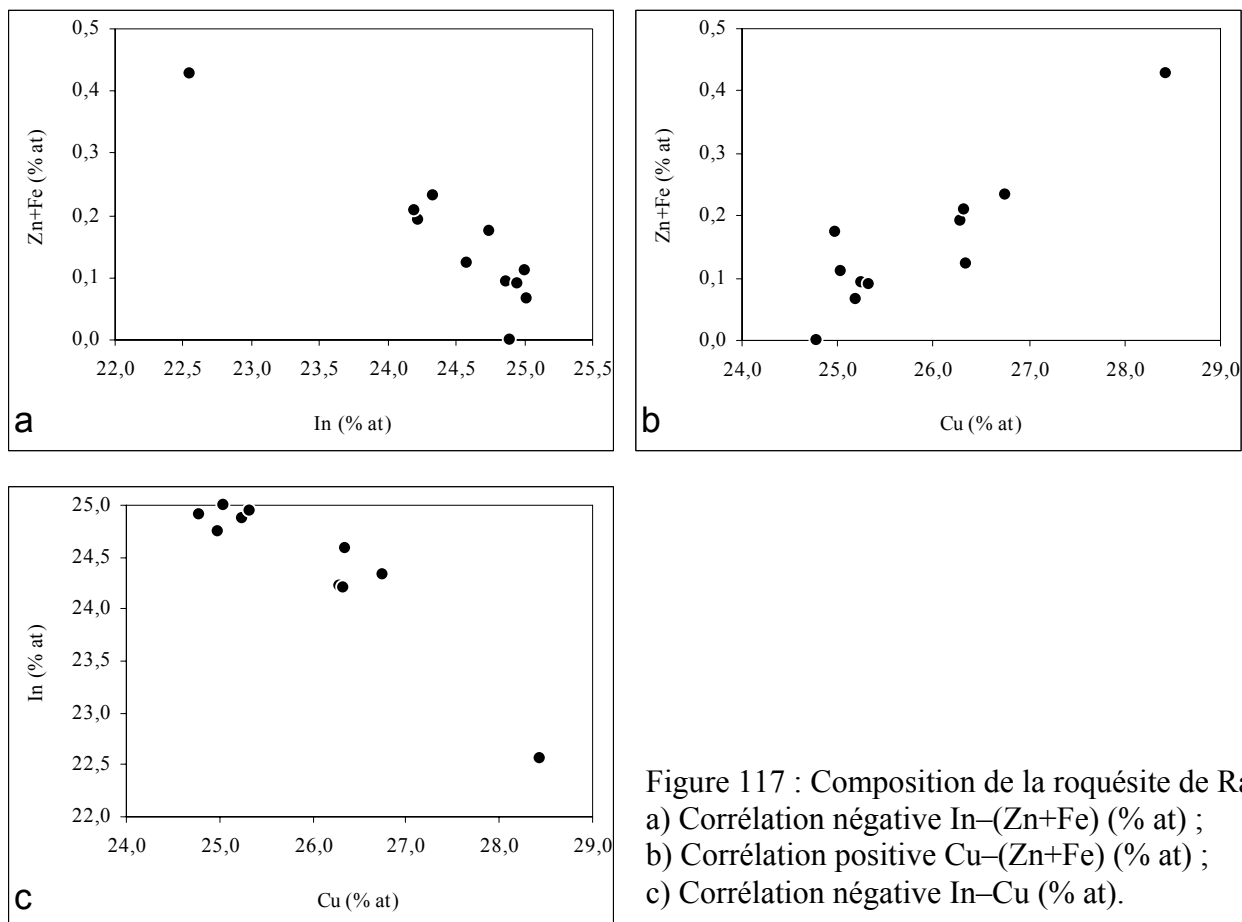 0,5
0,4
0,3
0,2
0,1
0,0
Zn+Fe (% at)
22,0 22,5 23,0 23,5 24,0 24,5 25,0 25,5
In (% at)
a
0,5
0,4
0,3
0,2
0,1
0,0
Zn+Fe (% at)
24,0 25,0 26,0 27,0 28,0 29,0
Cu (% at)
b
25,0
24,5
24,0
23,5
23,0
22,5
22,0
In (% at)
24,0 25,0 26,0 27,0 28,0 29,0
Cu (% at)
c
Figure 117 : Composition de la roquésite de
a) Corrélation négative In–(Zn+Fe) (% at) ;
b) Corrélation positive Cu–(Zn+Fe) (% at) ;
c) Corrélation négative In–Cu (% at).